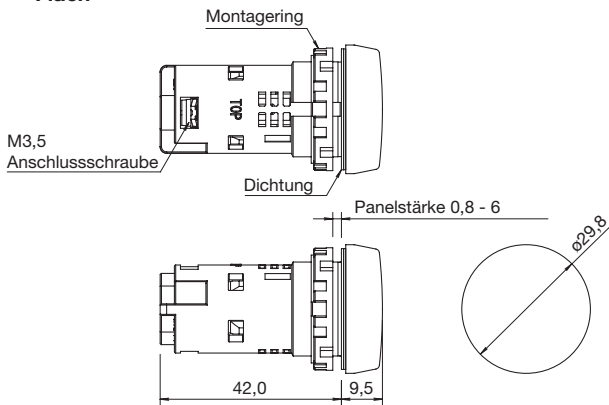 Flach
Montagering
TOP
M3,5
Anschlussschraube
Dichtung
Panelstärke 0,8 - 6
ø29,8
42,0
9,5